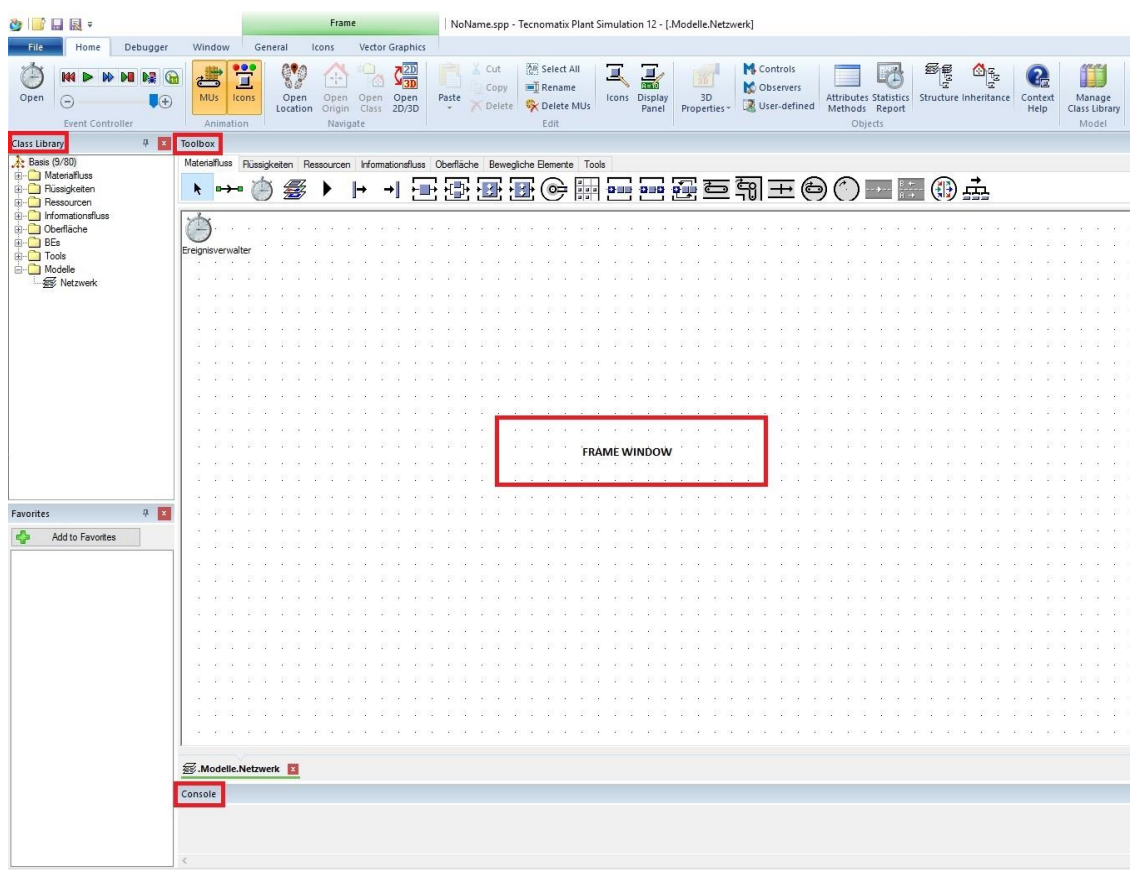 Frame
NoName.spp - Tecnomatix Plant Simulation 12 - [.Modelle.Netzwerk]
File Home Debugger Window General Icons Vector Graphics
Open
Event Controller
MUs Icons
Animation
Open Location
Open Origin
Open Class
Open 2D/3D
Navigate
Paste
Cut
Copy
Delete
Select All
Rename
Delete MUs
Edit
Icons
Display Panel
3D Properties
Controls
Observers
User-defined
Attributes Methods
Statistics Report
Structure
Inheritance
Objects
Context Help
Manage Class Library
Model
Class Library
Basis (9/80)
Materialfluss
Flüssigkeiten
Ressourcen
Informationsfluss
Oberfläche
BEs
Tools
Modelle
Netzwerk
Toolbox
Materialfluss Flüssigkeiten Ressourcen Informationsfluss Oberfläche Bewegliche Elemente Tools
Ereignisverwalter
FRAME WINDOW
Favorites
Add to Favorites
.Modelle.Netzwerk
Console